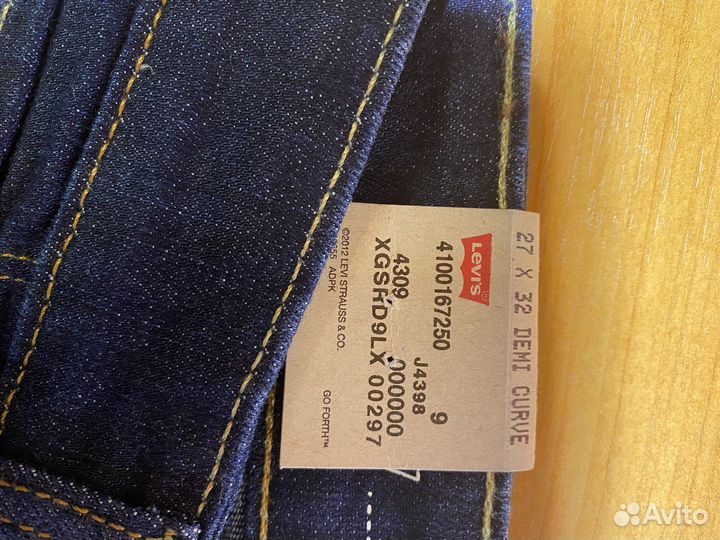 27 X 32 DEMI CURVE
Levi's
4100167250 9
J4398
4309 000000
XGSRD9LX 00297
©2012 LEVI STRAUSS & CO.
ADPK GO FORTH™
Avito